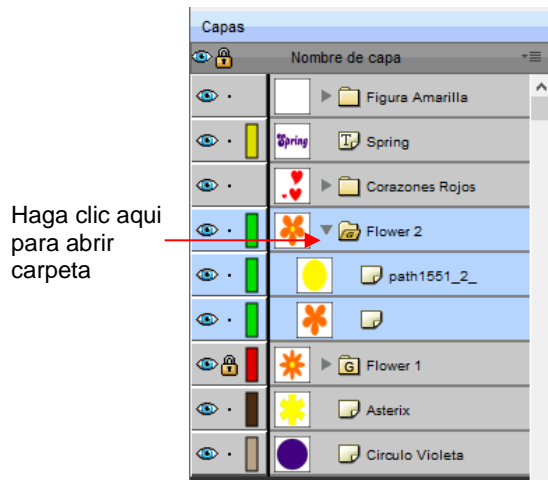 Capas
Nombre de capa
Figura Amarilla
Spring
Spring
Corazones Rojos
Haga clic aqui
para abrir
carpeta
Flower 2
path1551_2_
G Flower 1
Asterix
Circulo Violeta